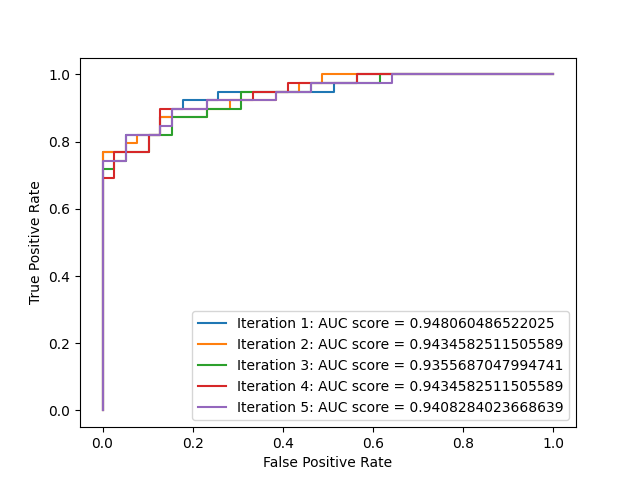 1.0
0.8
0.6
0.4
0.2
0.0
True Positive Rate
Iteration 1: AUC score = 0.948060486522025
Iteration 2: AUC score = 0.9434582511505589
Iteration 3: AUC score = 0.9355687047994741
Iteration 4: AUC score = 0.9434582511505589
Iteration 5: AUC score = 0.9408284023668639
0.0 0.2 0.4 0.6 0.8 1.0
False Positive Rate